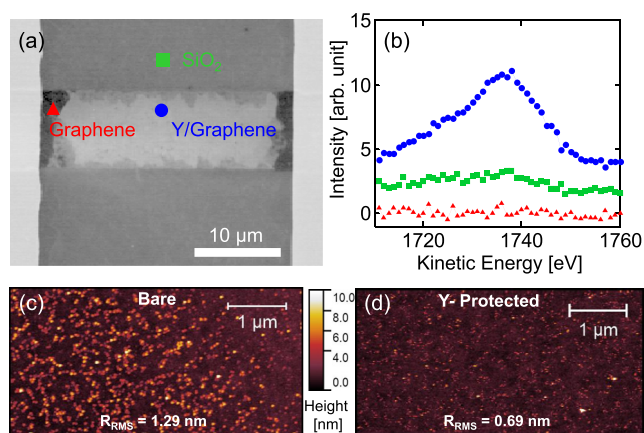 (a)
SiO₂
Graphene
Y/Graphene
10 μm
(b)
Intensity [arb. unit]
15
10
5
0
1720
1740
1760
Kinetic Energy [eV]
(c)
Bare
1 μm
R_RMS = 1.29 nm
10.0
8.0
6.0
4.0
2.0
0.0
Height
[nm]
(d)
Y- Protected
1 μm
R_RMS = 0.69 nm